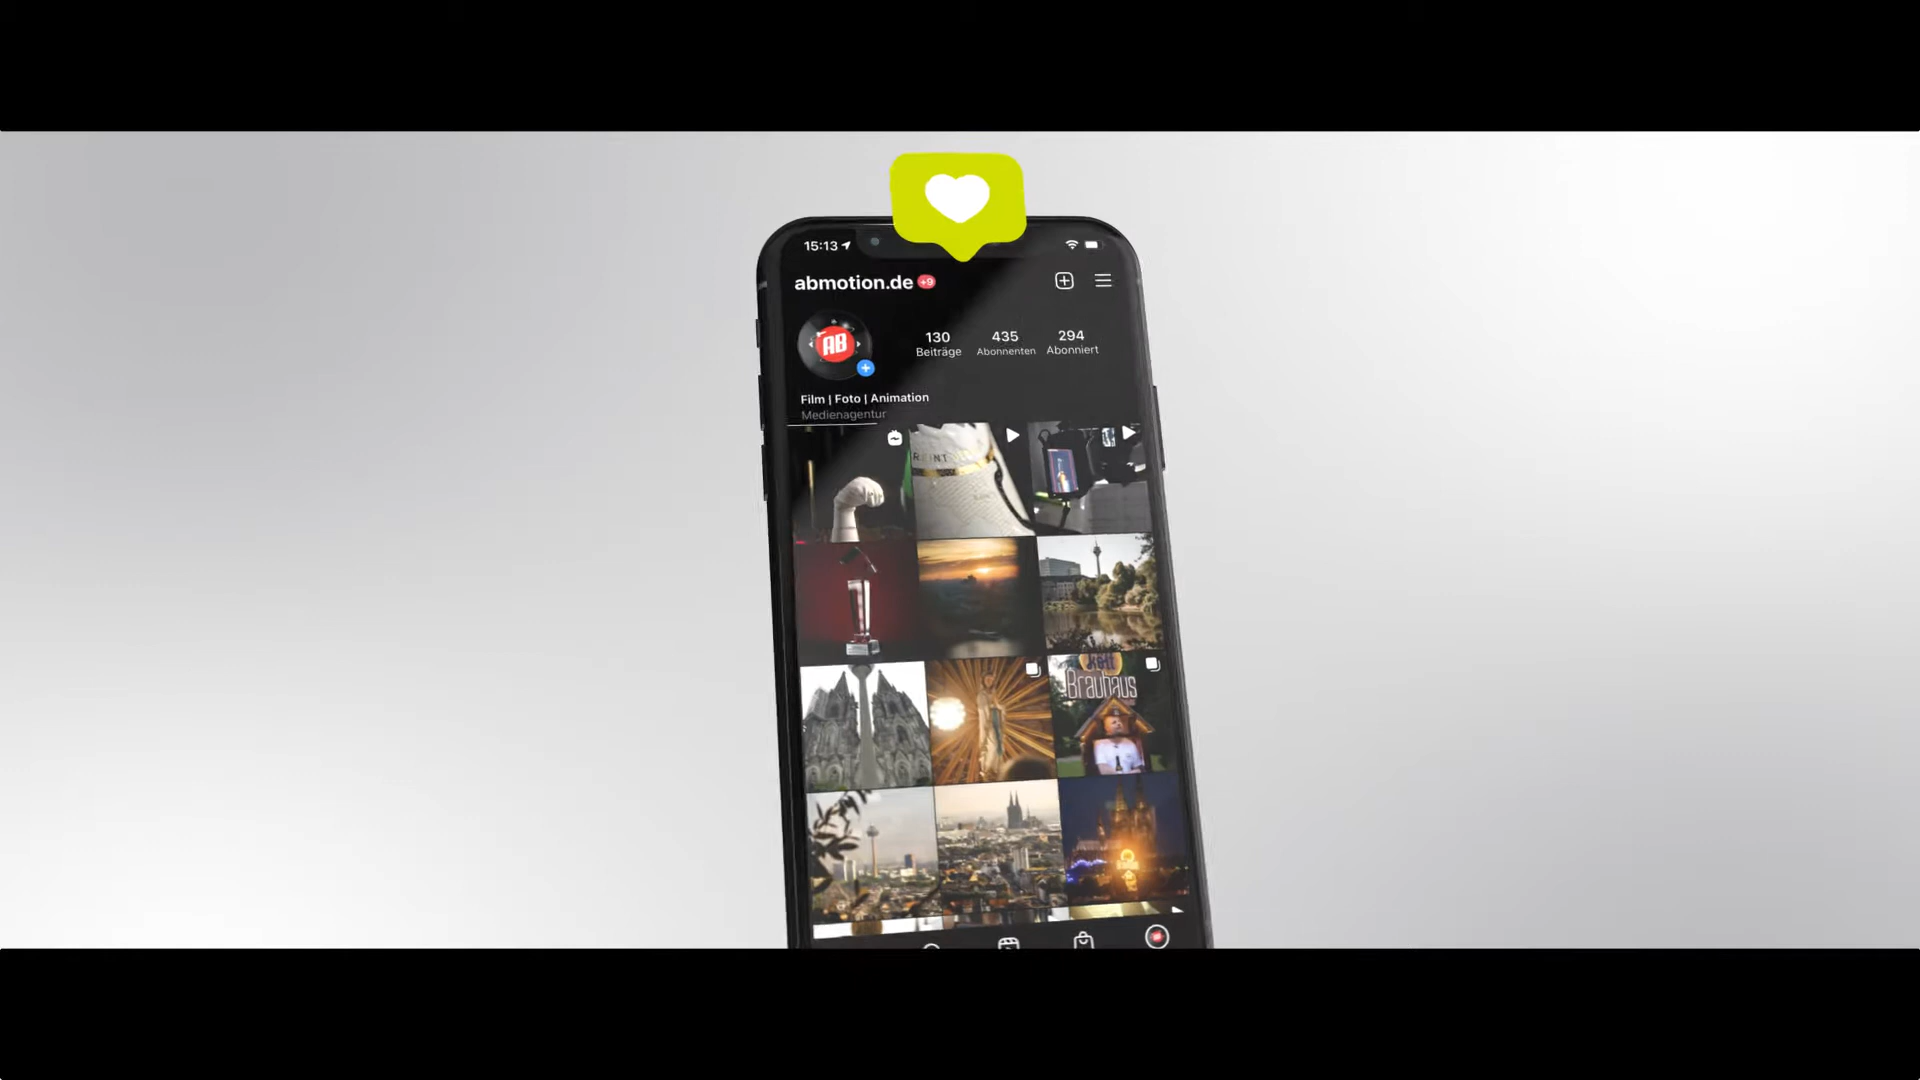 15:13
abmotion.de +9
AB
130 435 294
Beiträge Abonnenten Abonniert
Film | Foto | Animation
Medienagentur
Brauhaus